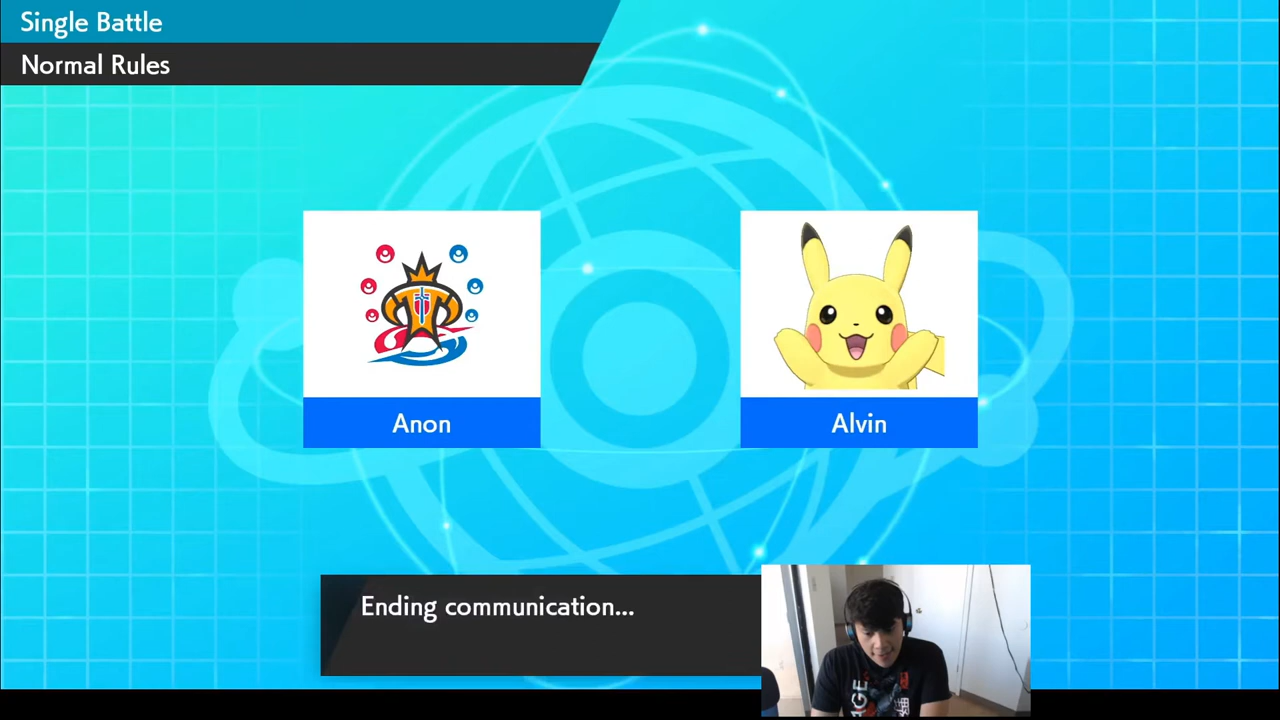 Single Battle
Normal Rules
Anon
Alvin
Ending communication...